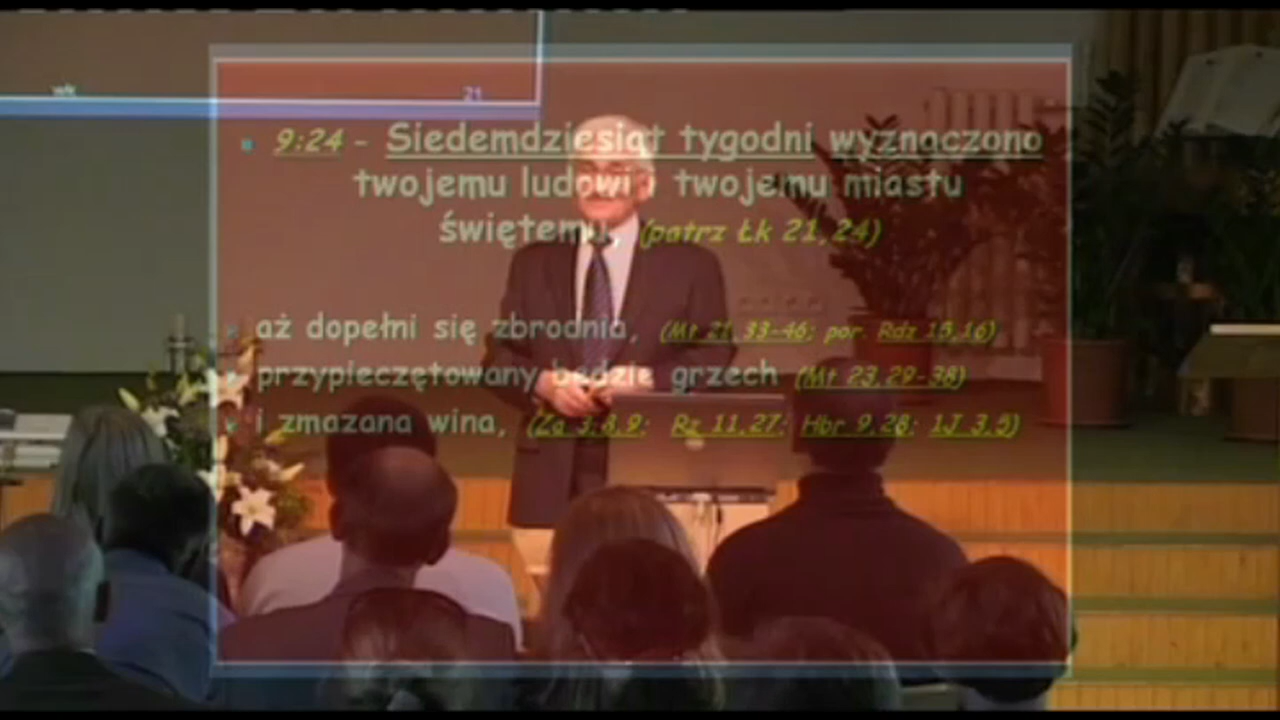 wk
21
9:24 - Siedemdziesiąt tygodni wyznaczono
twojemu ludowi i twojemu miastu
świętemu, (patrz Łk 21,24)
aż dopełni się zbrodnia, (Mt 21,33-46; por. Rdz 15,16)
przypieczętowany będzie grzech (Mt 23,29-38)
i zmazana wina, (Za 3,8.9; Rz 11,27; Hbr 9,28; 1J 3,5)